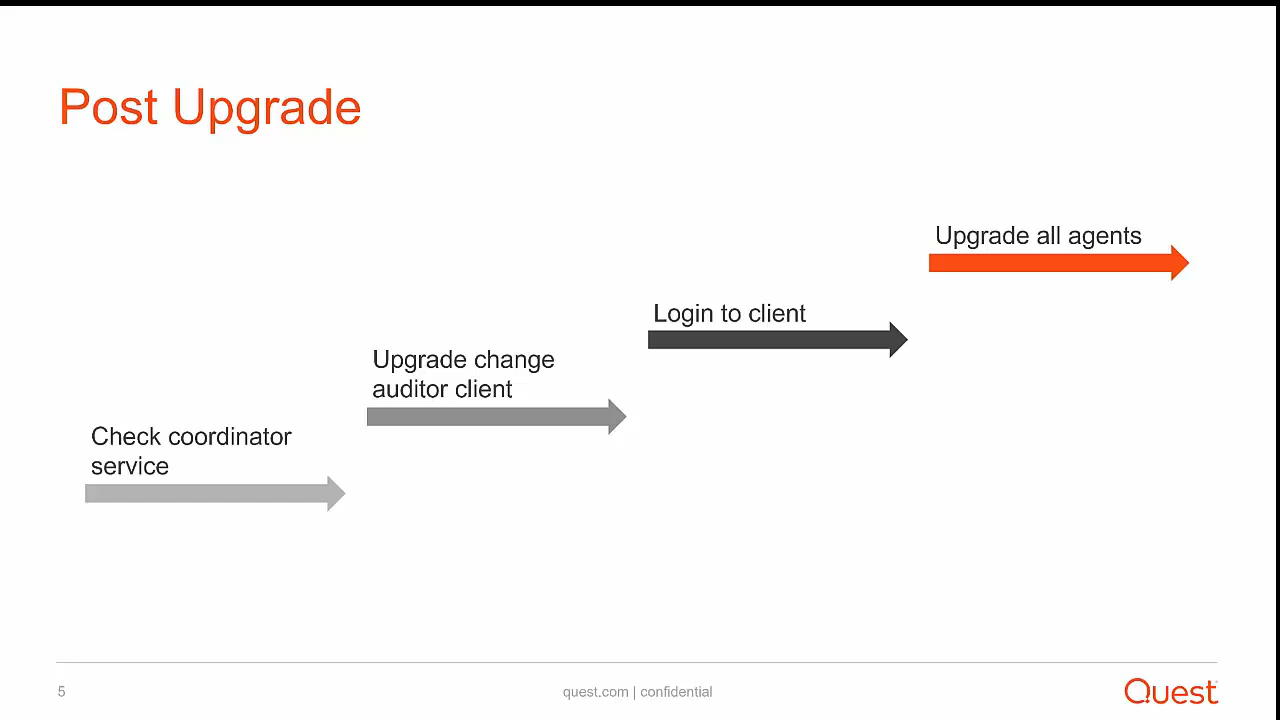 Post Upgrade
Check coordinator
service
Upgrade change
auditor client
Login to client
Upgrade all agents
5
quest.com | confidential
Quest